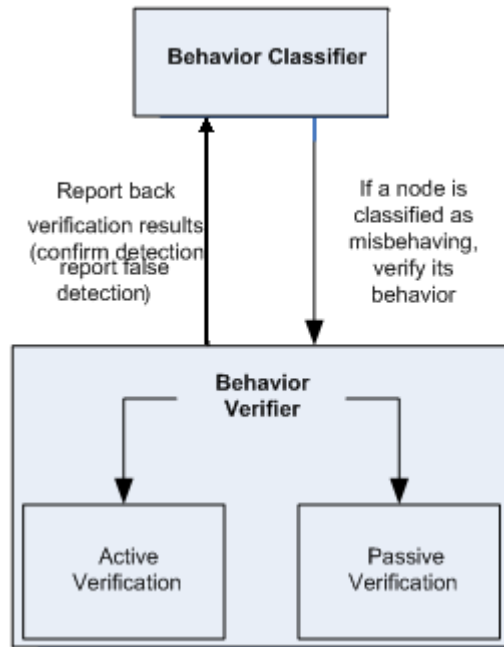 Behavior Classifier
Report back
verification results
(confirm detection
report false
detection)
If a node is
classified as
misbehaving,
verify its
behavior
Behavior
Verifier
Active
Verification
Passive
Verification